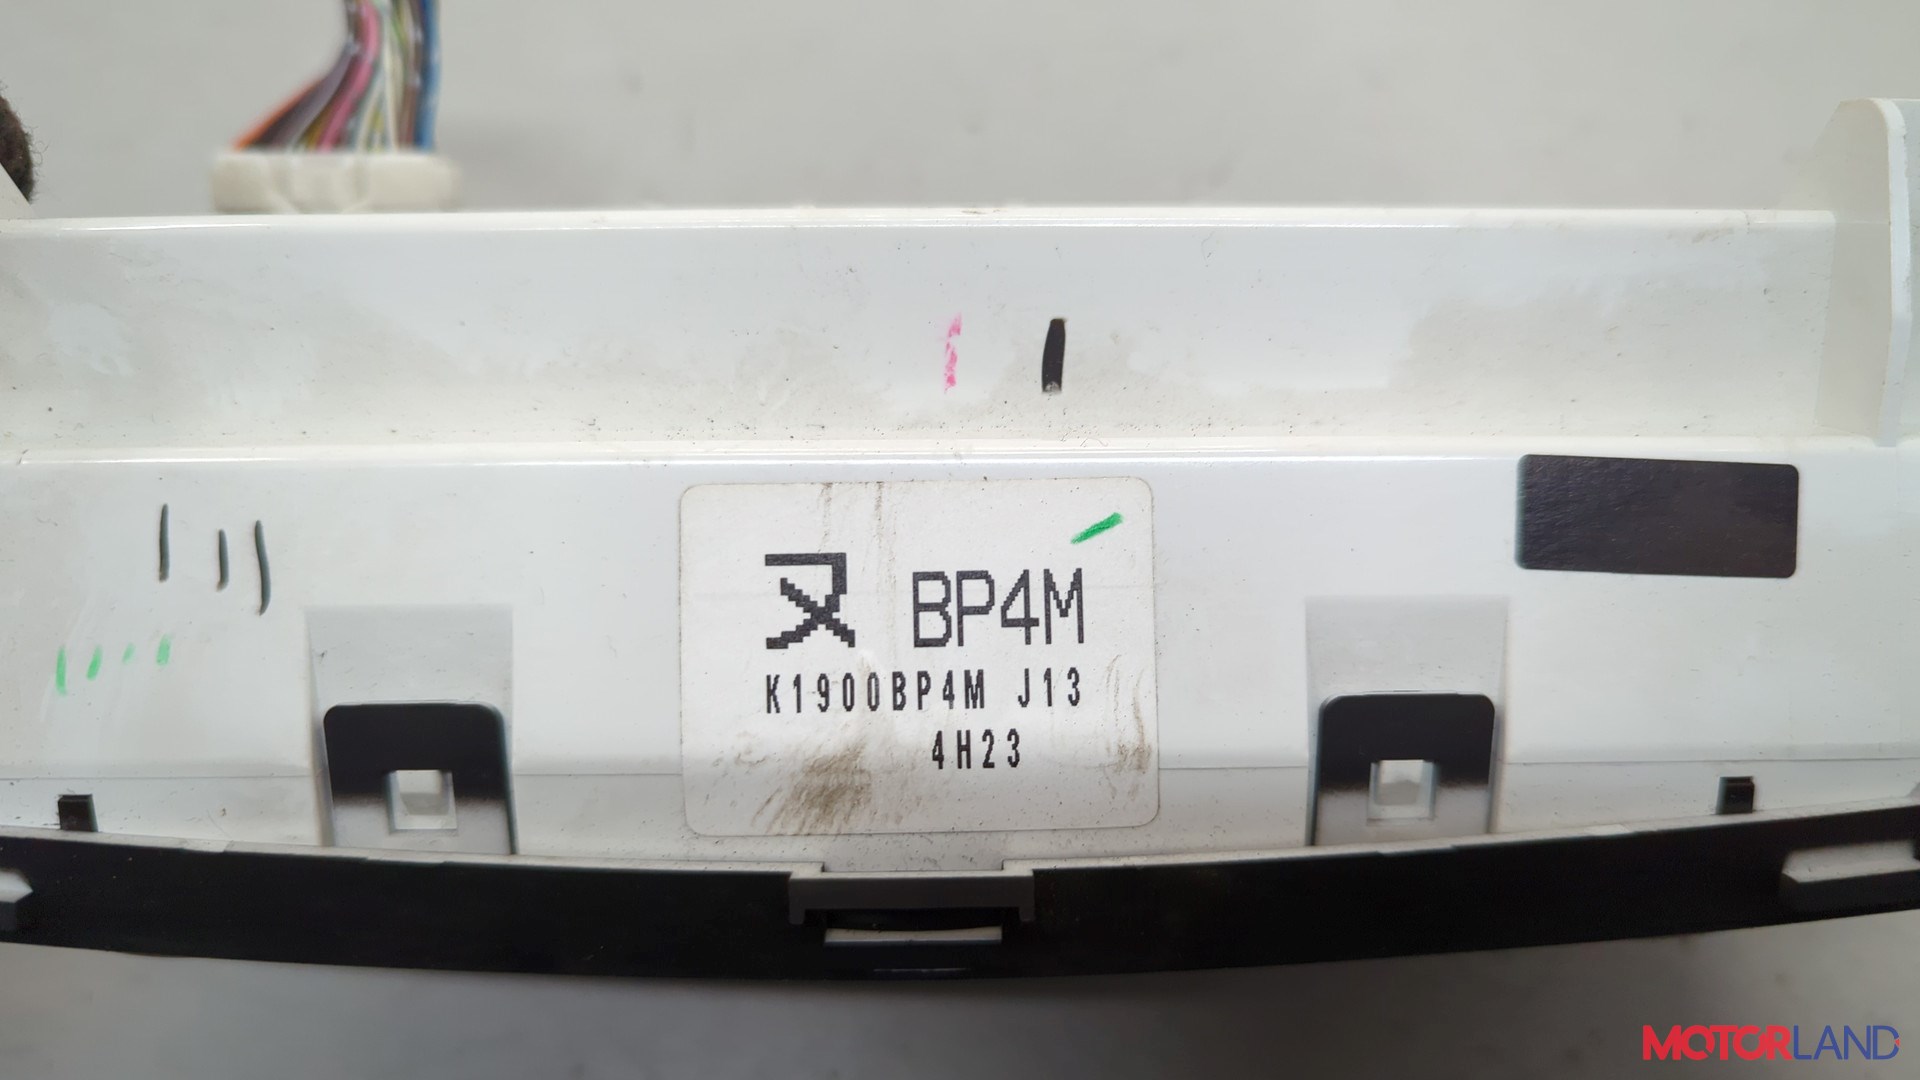 BP4M
K1900BP4M J13
4H23
MOTORLAND